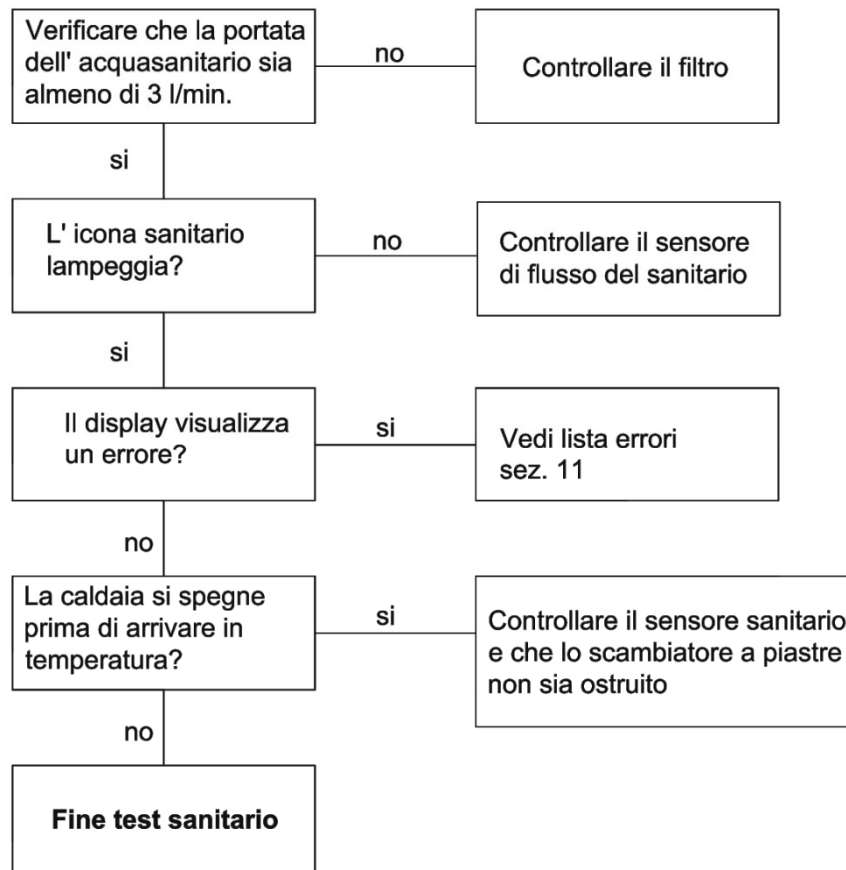 Verificare che la portata
dell' acquasanitario sia
almeno di 3 l/min.
no
Controllare il filtro
si
L' icona sanitario
lampeggia?
no
Controllare il sensore
di flusso del sanitario
si
Il display visualizza
un errore?
si
Vedi lista errori
sez. 11
no
La caldaia si spegne
prima di arrivare in
temperatura?
si
Controllare il sensore sanitario
e che lo scambiatore a piastre
non sia ostruito
no
Fine test sanitario